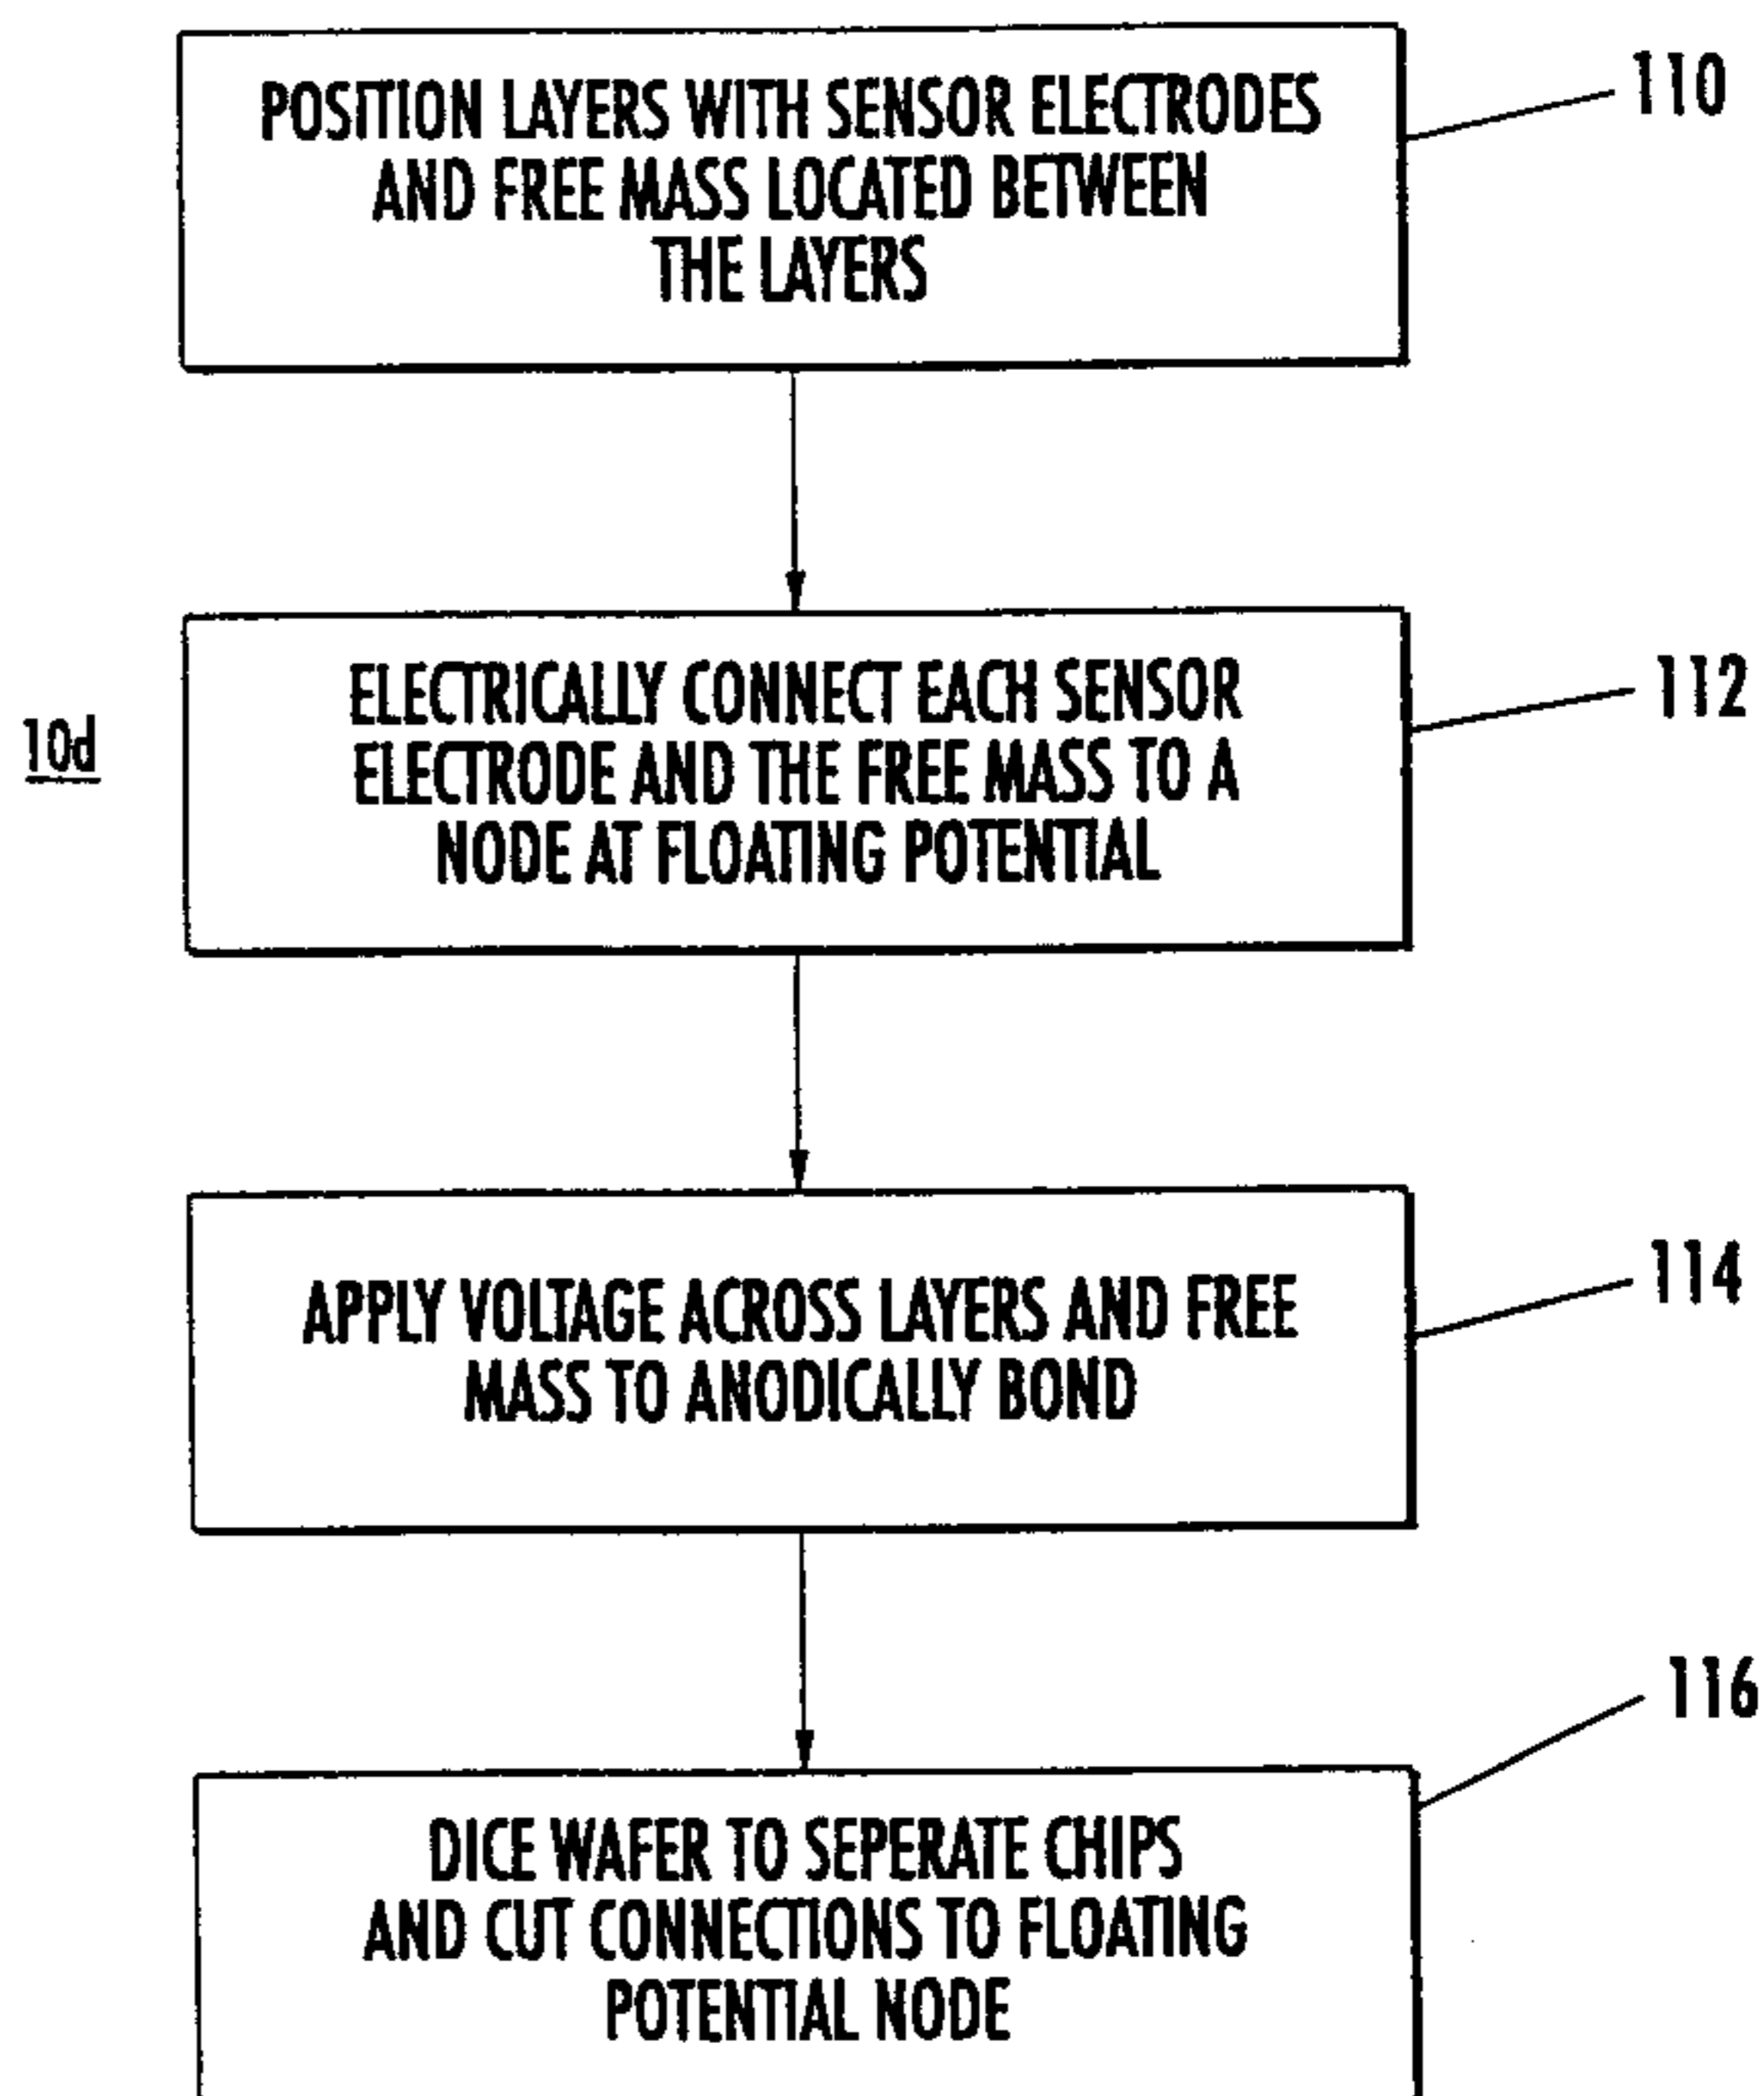 POSITION LAYERS WITH SENSOR ELECTRODES
AND FREE MASS LOCATED BETWEEN
THE LAYERS
110
ELECTRICALLY CONNECT EACH SENSOR
ELECTRODE AND THE FREE MASS TO A
NODE AT FLOATING POTENTIAL
112
10d
APPLY VOLTAGE ACROSS LAYERS AND FREE
MASS TO ANODICALLY BOND
114
DICE WAFER TO SEPERATE CHIPS
AND CUT CONNECTIONS TO FLOATING
POTENTIAL NODE
116